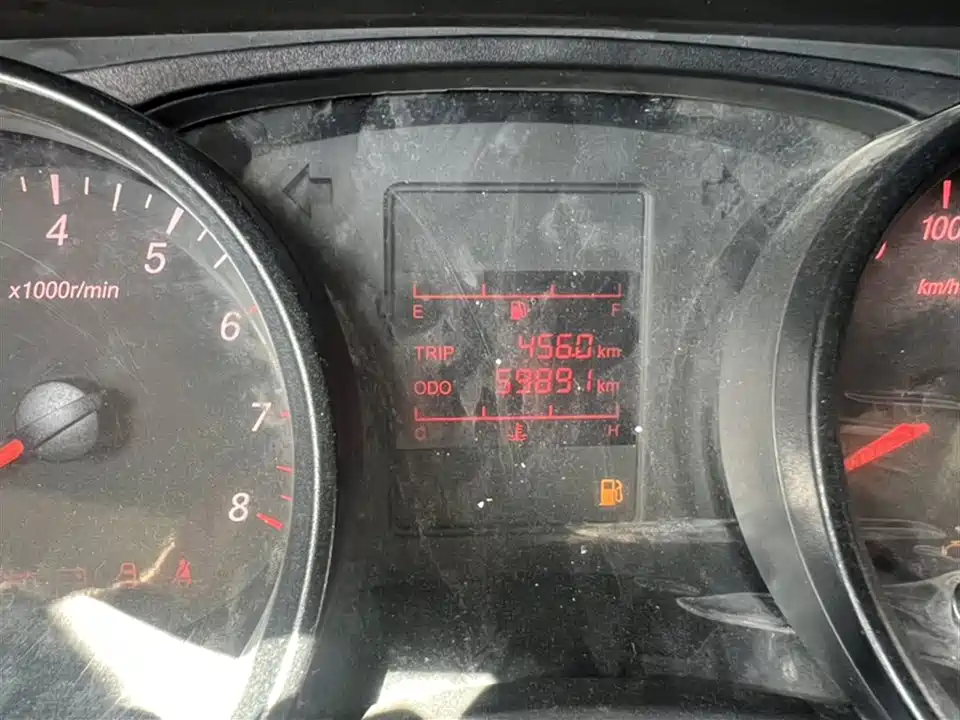 4
5
x1000r/min
6
7
8
E F
TRIP 456.0 km
ODO 59891 km
C H
100
km/h